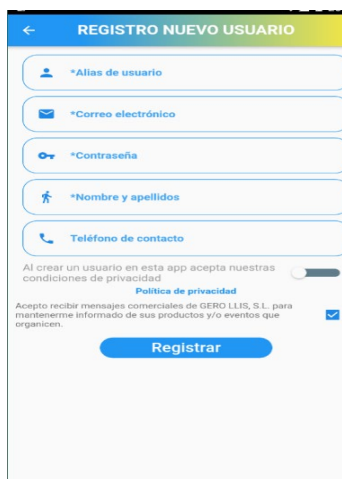 REGISTRO NUEVO USUARIO
*Alias de usuario
*Correo electrónico
*Contraseña
*Nombre y apellidos
Teléfono de contacto
Al crear un usuario en esta app acepta nuestras
condiciones de privacidad
Política de privacidad
Acepto recibir mensajes comerciales de GERO LLIS, S.L. para
mantenerme informado de sus productos y/o eventos que
organicen.
Registrar